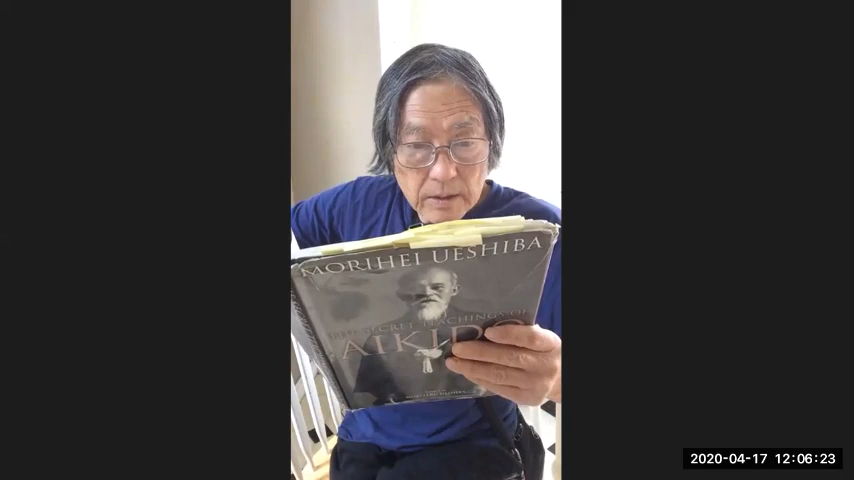 MORIHEI UESHIBA
THE SECRET TEACHINGS OF
AIKIDO
2020-04-17 12:06:23